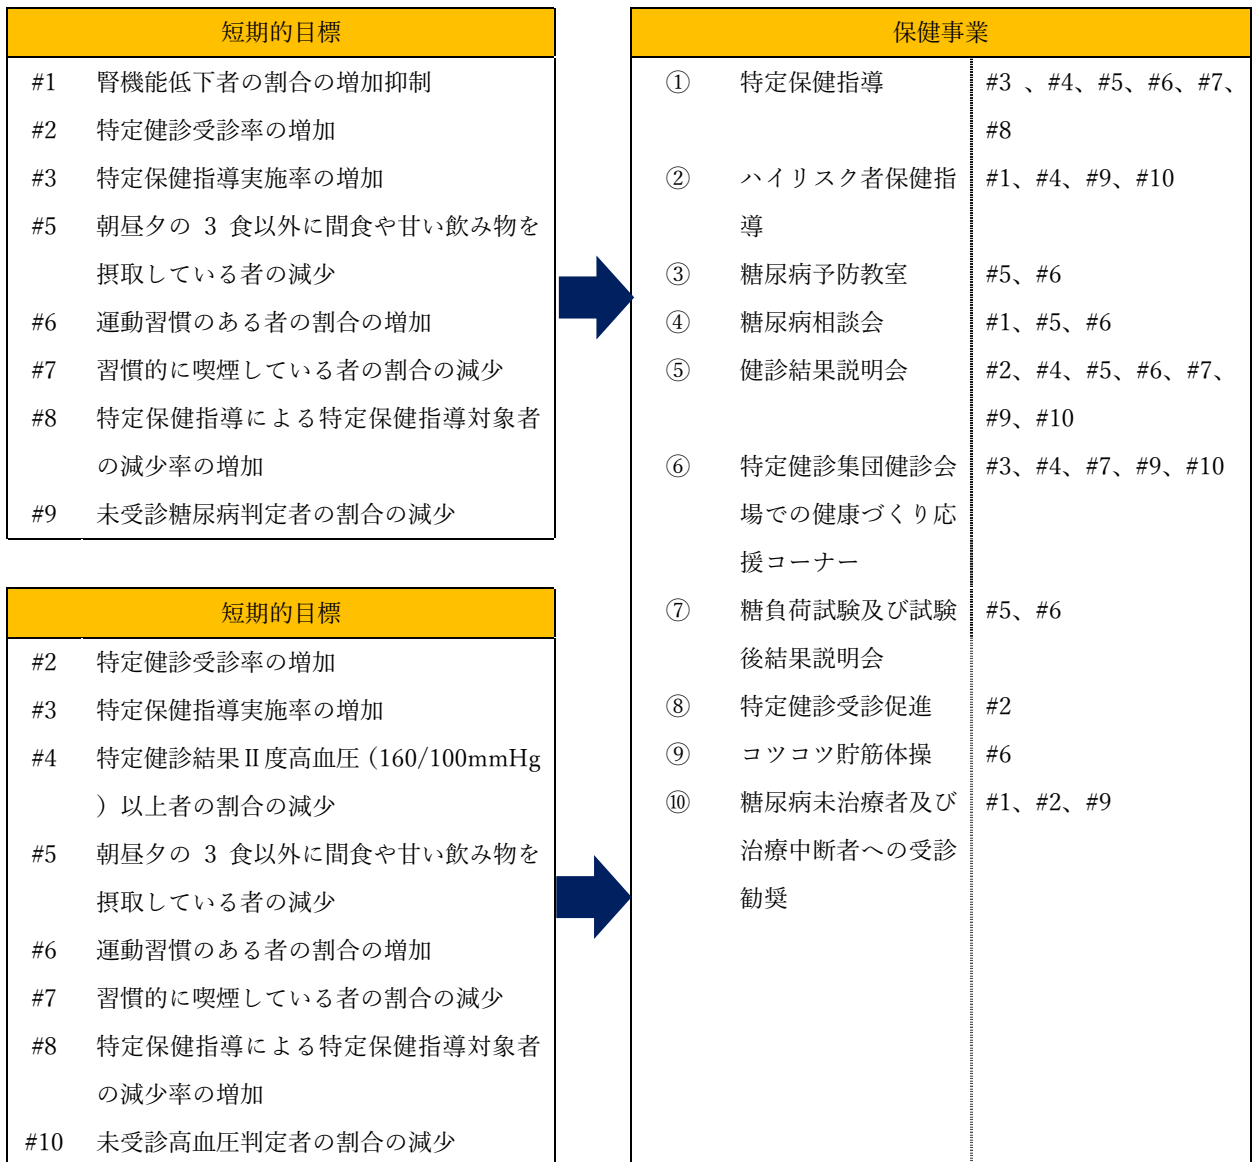 短期的目標
#1 腎機能低下者の割合の増加抑制
#2 特定健診受診率の増加
#3 特定保健指導実施率の増加
#5 朝昼夕の 3 食以外に間食や甘い飲み物を
摂取している者の減少
#6 運動習慣のある者の割合の増加
#7 習慣的に喫煙している者の割合の減少
#8 特定保健指導による特定保健指導対象者
の減少率の増加
#9 未受診糖尿病判定者の割合の減少
短期的目標
#2 特定健診受診率の増加
#3 特定保健指導実施率の増加
#4 特定健診結果Ⅱ度高血圧（160/100mmHg
）以上者の割合の減少
#5 朝昼夕の 3 食以外に間食や甘い飲み物を
摂取している者の減少
#6 運動習慣のある者の割合の増加
#7 習慣的に喫煙している者の割合の減少
#8 特定保健指導による特定保健指導対象者
の減少率の増加
#10 未受診高血圧判定者の割合の減少
保健事業
① 特定保健指導 #3 、#4、#5、#6、#7、
#8
② ハイリスク者保健指 #1、#4、#9、#10
導
③ 糖尿病予防教室 #5、#6
④ 糖尿病相談会 #1、#5、#6
⑤ 健診結果説明会 #2、#4、#5、#6、#7、
#9、#10
⑥ 特定健診集団健診会 #3、#4、#7、#9、#10
場での健康づくり応
援コーナー
⑦ 糖負荷試験及び試験 #5、#6
後結果説明会
⑧ 特定健診受診促進 #2
⑨ コツコツ貯筋体操 #6
⑩ 糖尿病未治療者及び #1、#2、#9
治療中断者への受診
勧奨